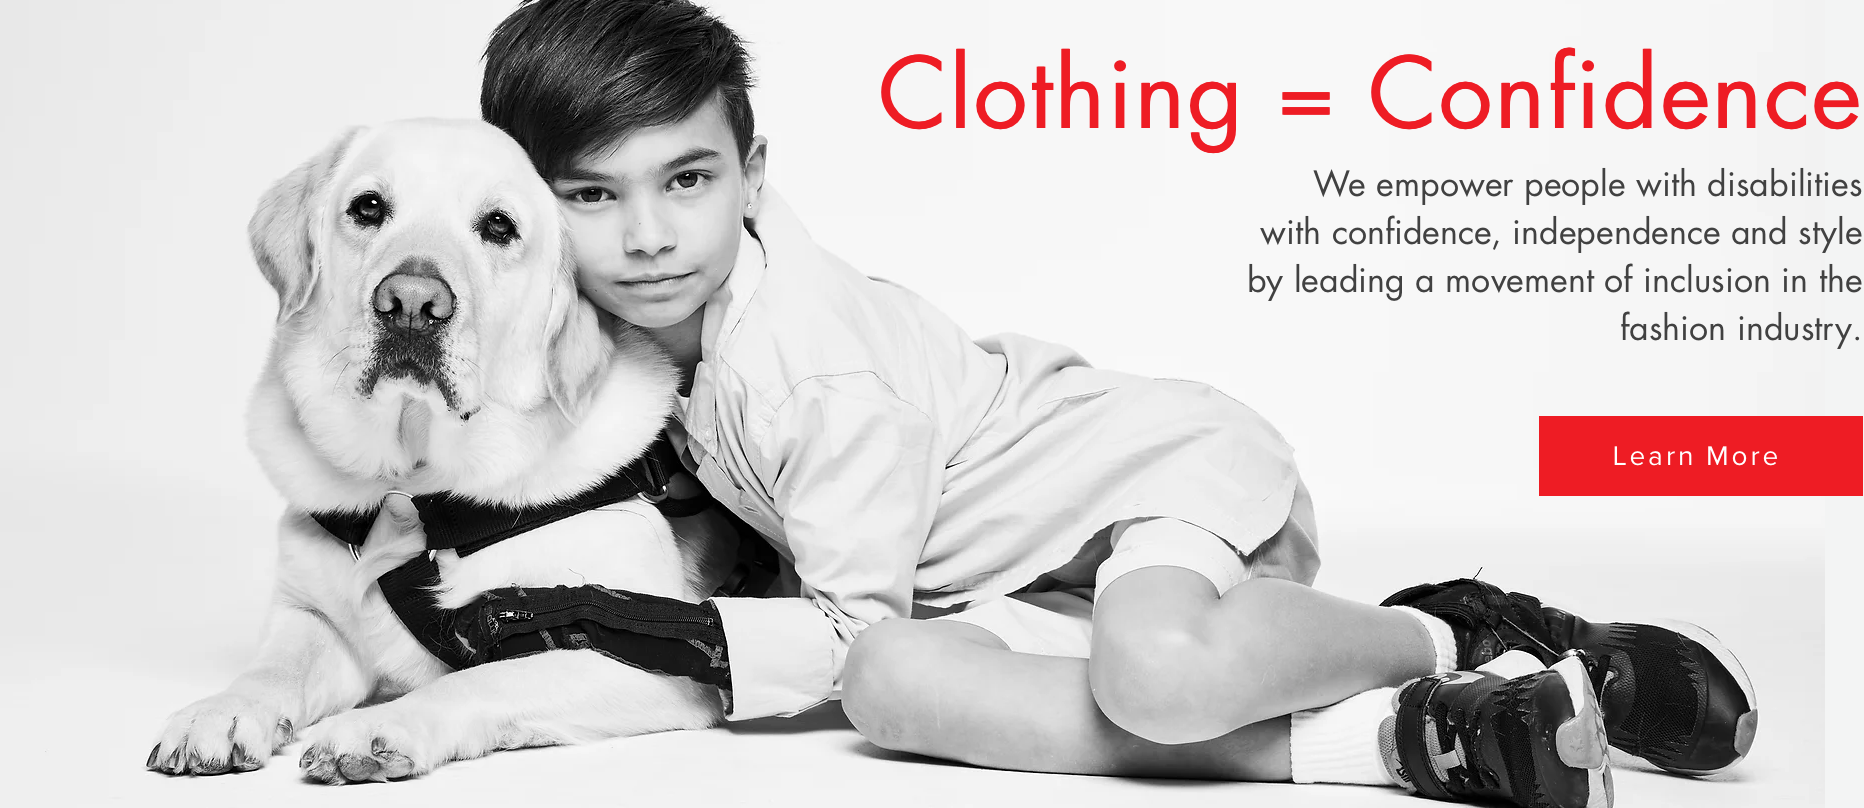 Clothing = Confidence
We empower people with disabilities
with confidence, independence and style
by leading a movement of inclusion in the
fashion industry.
Learn More